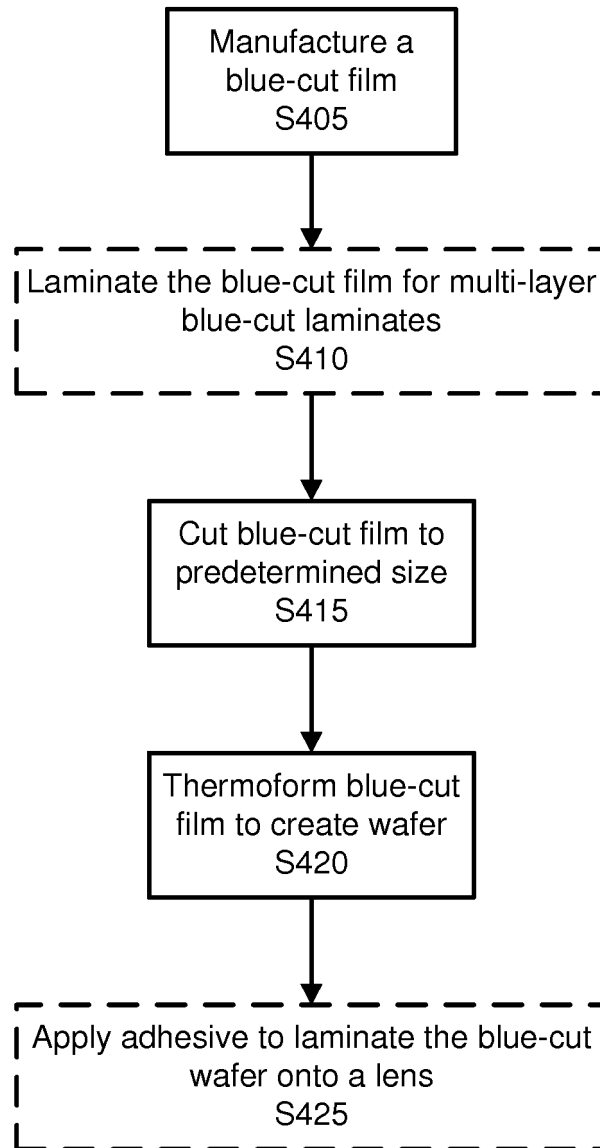 Manufacture a
blue-cut film
S405
Laminate the blue-cut film for multi-layer
blue-cut laminates
S410
Cut blue-cut film to
predetermined size
S415
Thermoform blue-cut
film to create wafer
S420
Apply adhesive to laminate the blue-cut
wafer onto a lens
S425